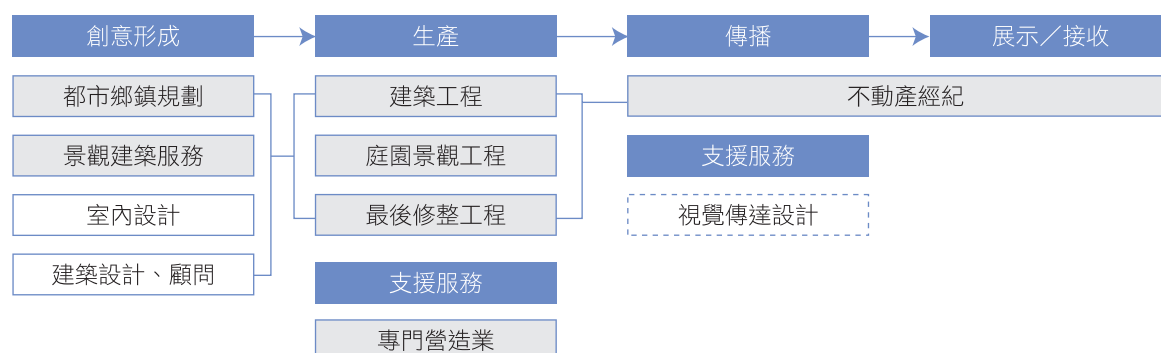 創意形成
生產
傳播
展示／接收
都市鄉鎮規劃
建築工程
不動產經紀
景觀建築服務
庭園景觀工程
支援服務
室內設計
最後修整工程
視覺傳達設計
建築設計、顧問
支援服務
專門營造業